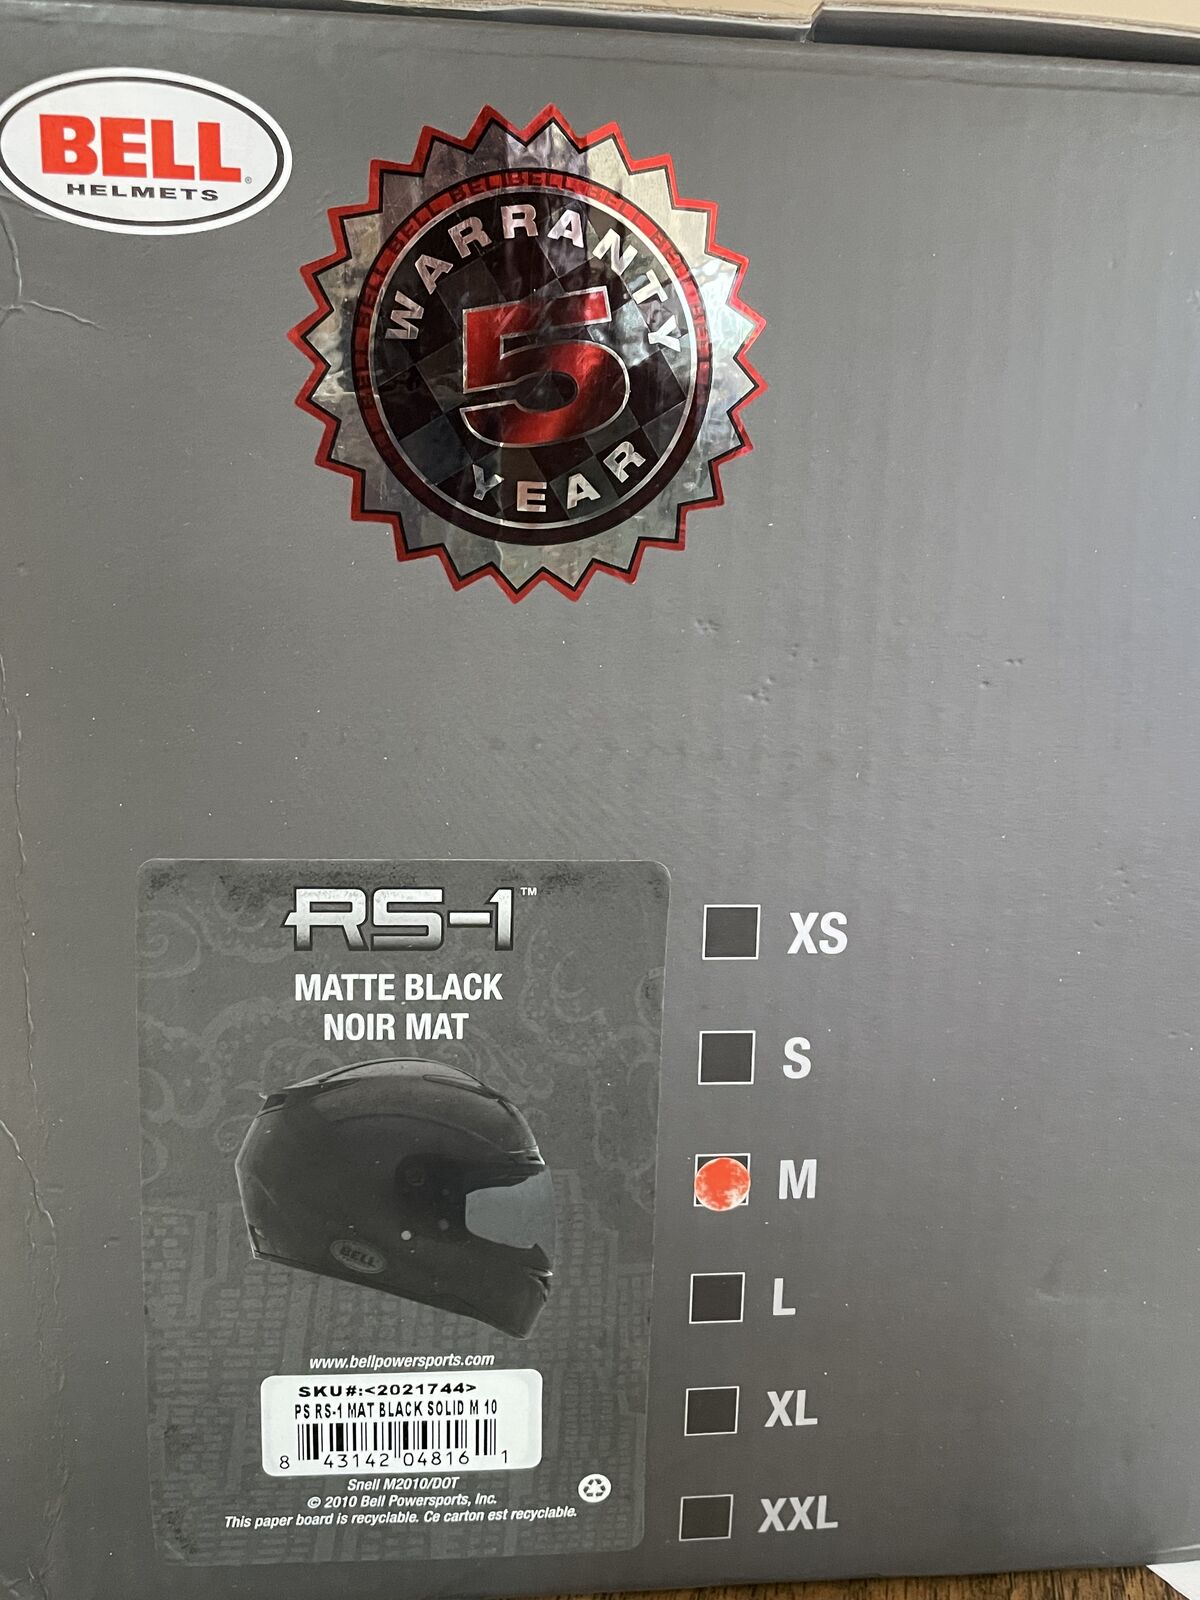 BELL
HELMETS
WARRANTY
5
YEAR
RS-1™
MATTE BLACK
NOIR MAT
BELL
www.bellpowersports.com
SKU#:<2021744>
PS RS-1 MAT BLACK SOLID M 10
8 43142 04816 1
Snell M2010/DOT
© 2010 Bell Powersports, Inc.
This paper board is recyclable. Ce carton est recyclable.
XS
S
M
L
XL
XXL